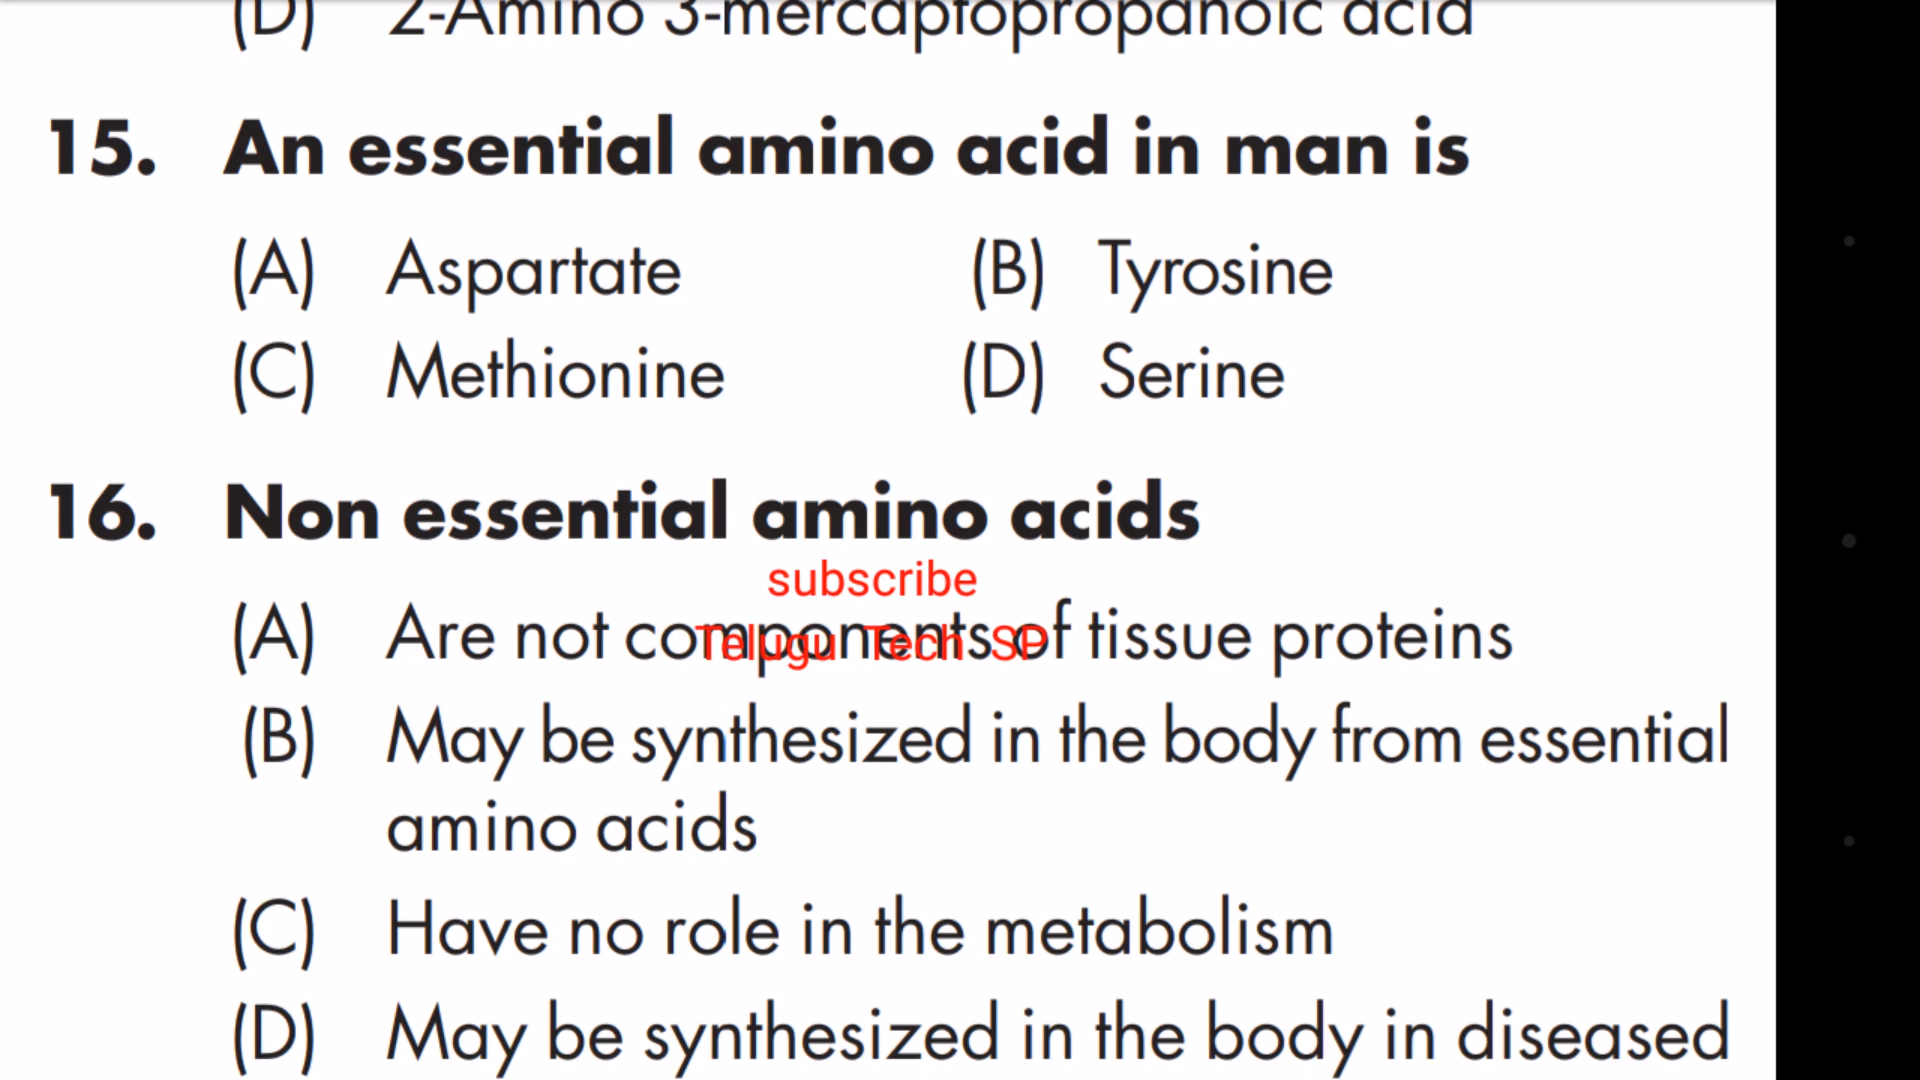 (D) 2-Amino 3-mercaptopropanoic acid
15. An essential amino acid in man is
(A) Aspartate (B) Tyrosine
(C) Methionine (D) Serine
16. Non essential amino acids
subscribe
(A) Are not components of tissue proteins
Telugu Tech SP
(B) May be synthesized in the body from essential
amino acids
(C) Have no role in the metabolism
(D) May be synthesized in the body in diseased